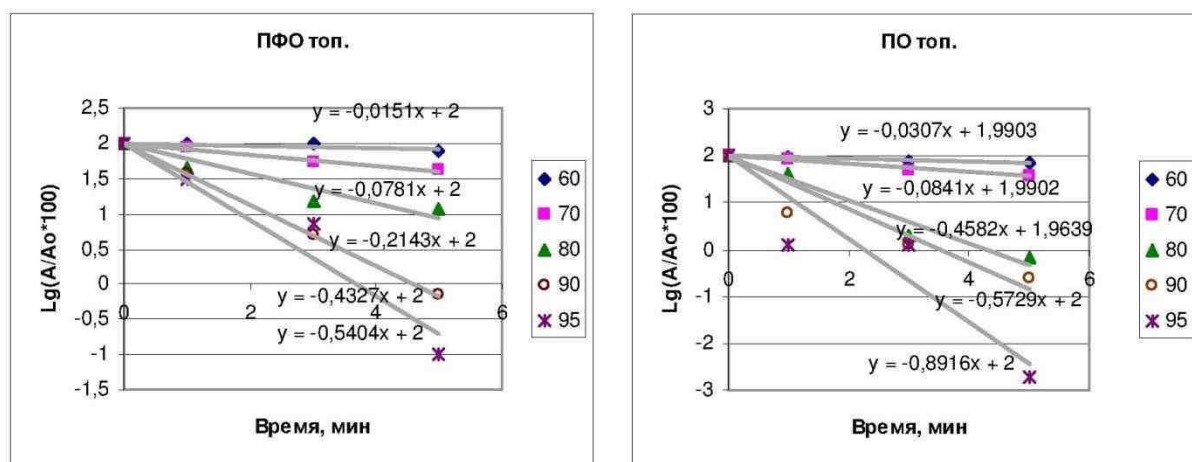 ПФО топ.
2,5
2
1,5
1
0,5
0
-0,5
-1
-1,5
0
2
4
6
y = -0,0151x + 2
y = -0,0781x + 2
y = -0,2143x + 2
y = -0,4327x + 2
y = -0,5404x + 2
Lg(A/Ao*100)
Время, мин
60
70
80
90
95
ПО топ.
3
2
1
0
-1
-2
-3
0
2
4
6
y = -0,0307x + 1,9903
y = -0,0841x + 1,9902
y = -0,4582x + 1,9639
y = -0,5729x + 2
y = -0,8916x + 2
Lg(A/Ao*100)
Время, мин
60
70
80
90
95